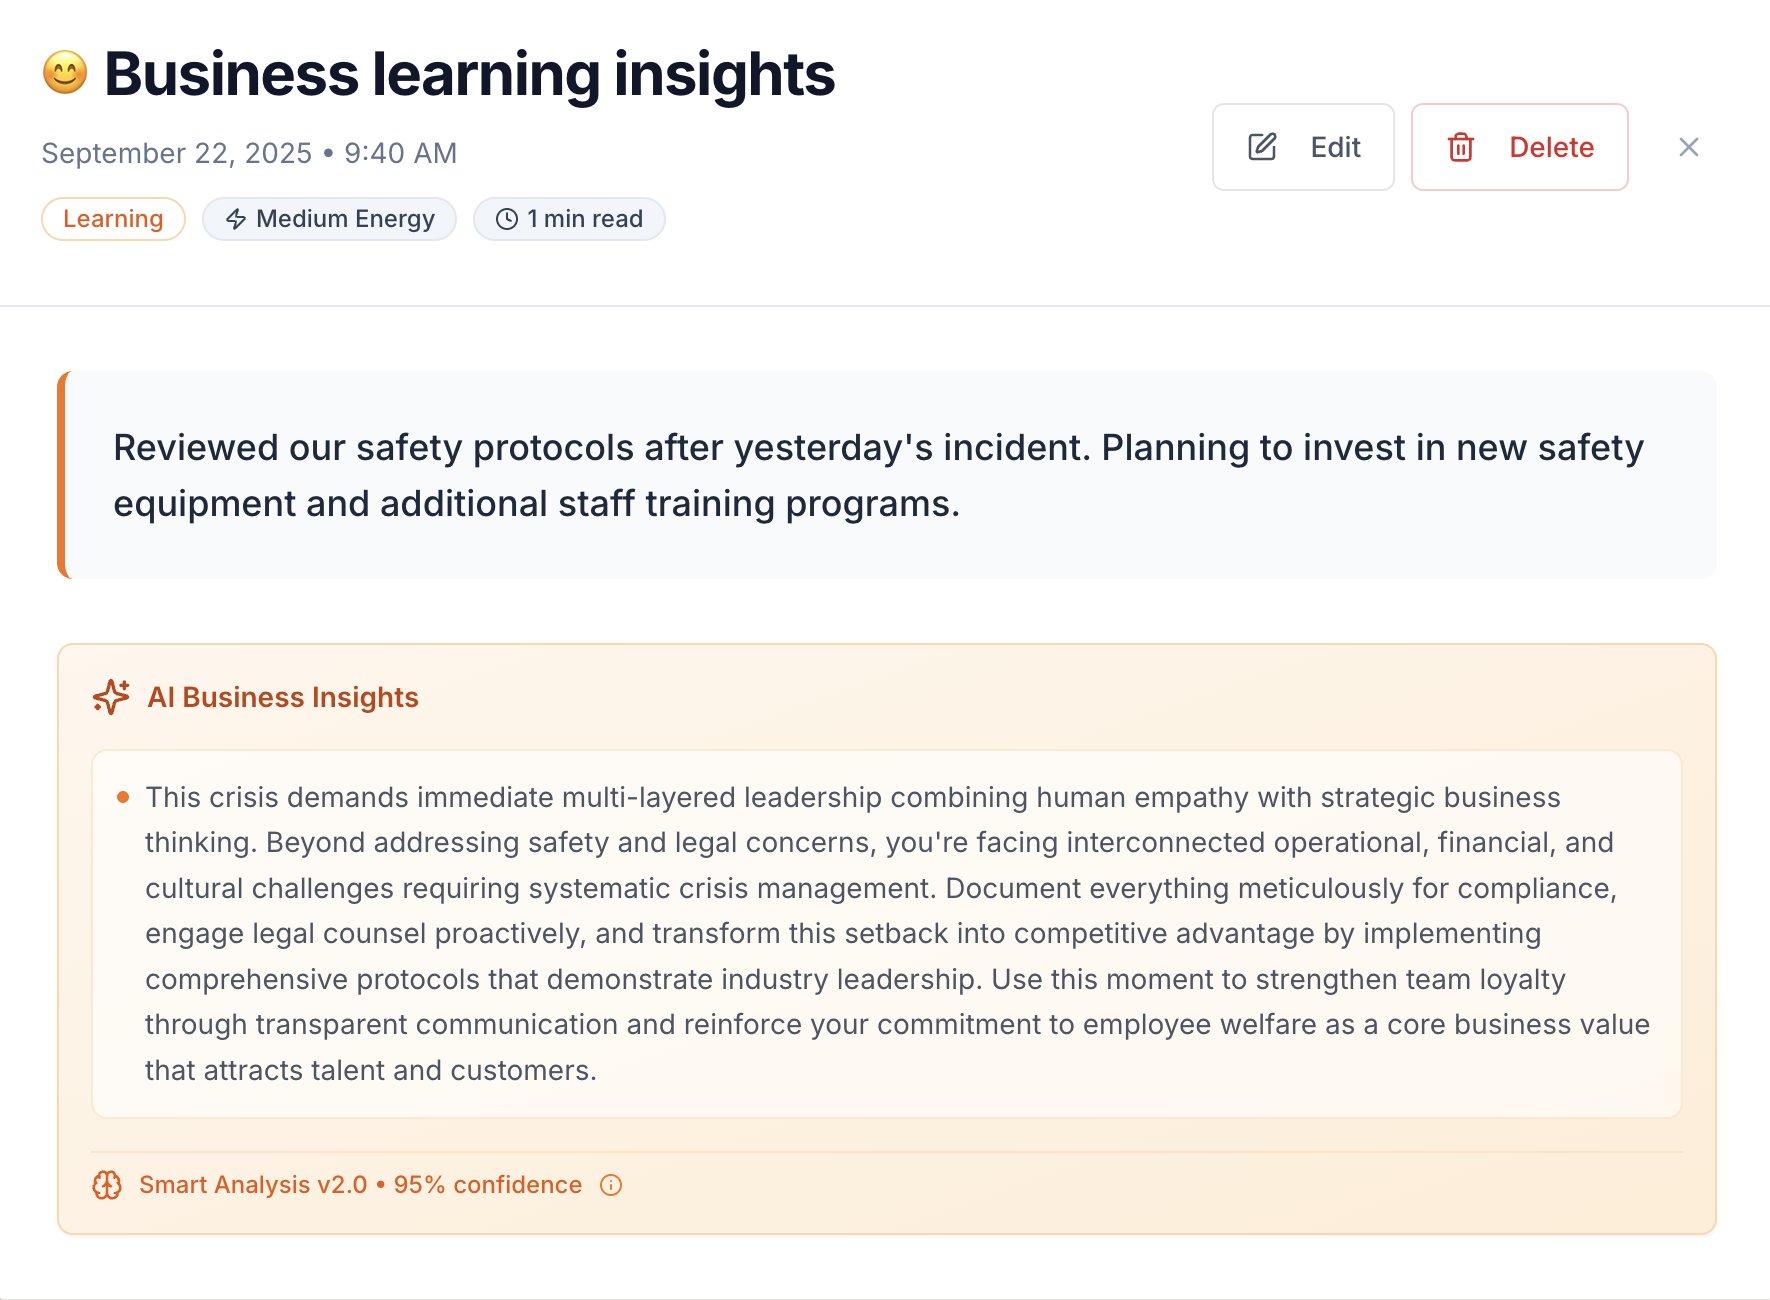 😊 Business learning insights
September 22, 2025 • 9:40 AM
Edit
Delete
Learning
Medium Energy
1 min read
Reviewed our safety protocols after yesterday's incident. Planning to invest in new safety
equipment and additional staff training programs.
AI Business Insights
• This crisis demands immediate multi-layered leadership combining human empathy with strategic business
thinking. Beyond addressing safety and legal concerns, you're facing interconnected operational, financial, and
cultural challenges requiring systematic crisis management. Document everything meticulously for compliance,
engage legal counsel proactively, and transform this setback into competitive advantage by implementing
comprehensive protocols that demonstrate industry leadership. Use this moment to strengthen team loyalty
through transparent communication and reinforce your commitment to employee welfare as a core business value
that attracts talent and customers.
Smart Analysis v2.0 • 95% confidence